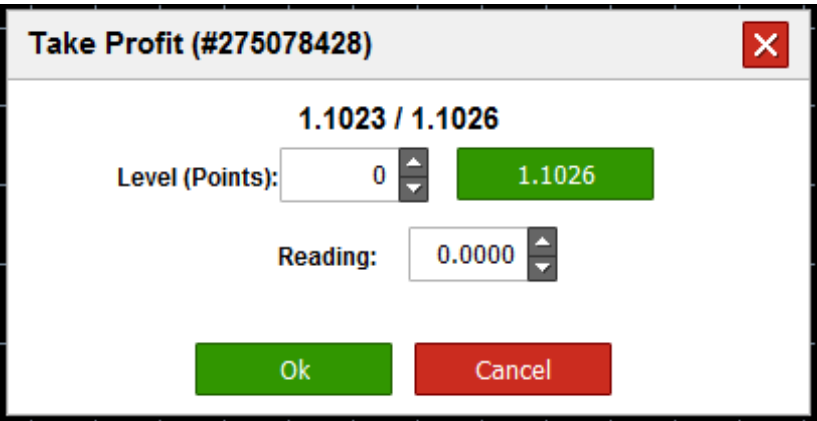 Take Profit (#275078428)
1.1023 / 1.1026
Level (Points): 0 1.1026
Reading: 0.0000
Ok Cancel